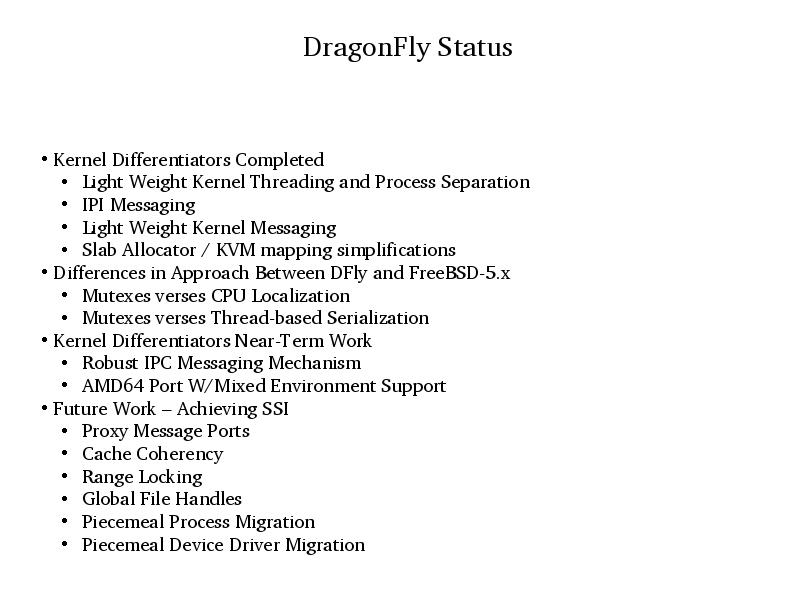 DragonFly Status
• Kernel Differentiators Completed
• Light Weight Kernel Threading and Process Separation
• IPI Messaging
• Light Weight Kernel Messaging
• Slab Allocator / KVM mapping simplifications
• Differences in Approach Between DFly and FreeBSD-5.x
• Mutexes verses CPU Localization
• Mutexes verses Thread-based Serialization
• Kernel Differentiators Near-Term Work
• Robust IPC Messaging Mechanism
• AMD64 Port W/Mixed Environment Support
• Future Work – Achieving SSI
• Proxy Message Ports
• Cache Coherency
• Range Locking
• Global File Handles
• Piecemeal Process Migration
• Piecemeal Device Driver Migration